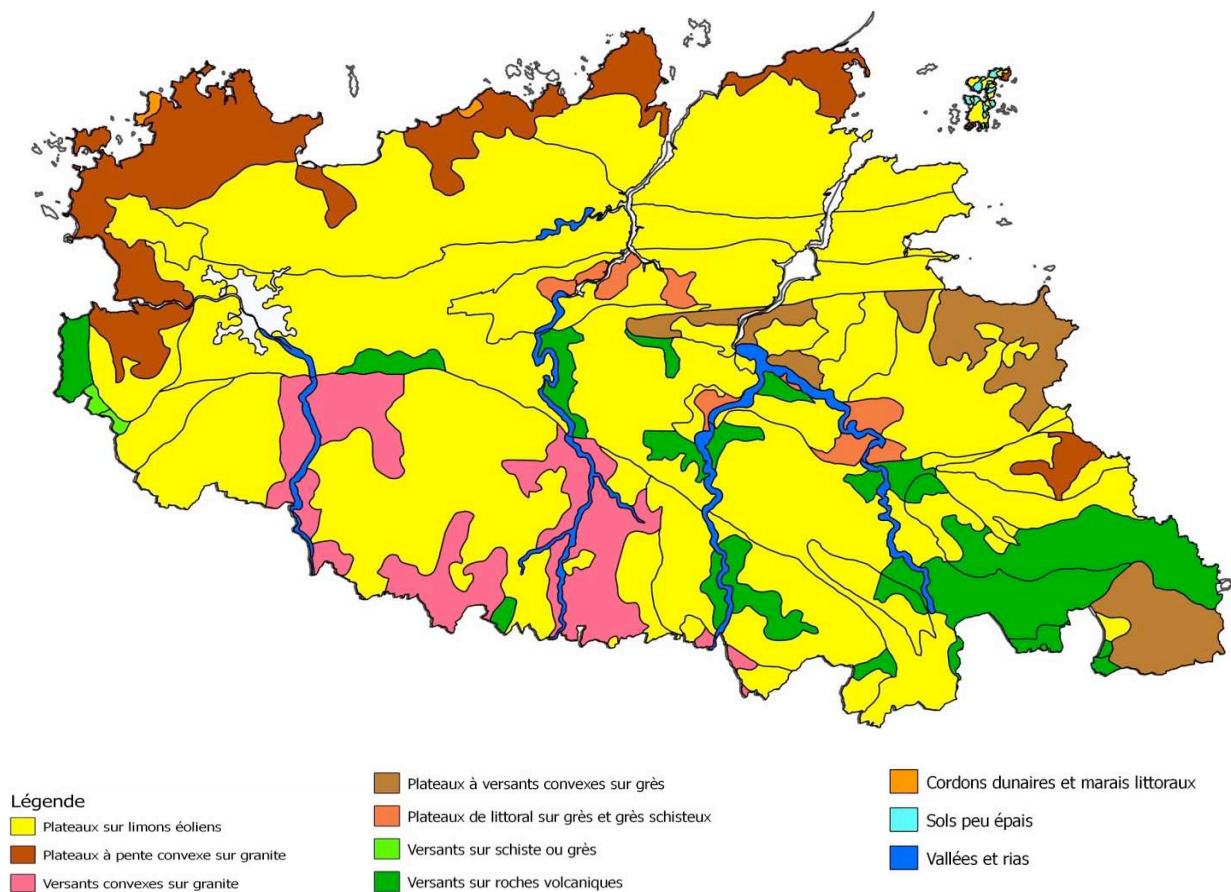 Légende
Plateaux sur limons éoliens
Plateaux à pente convexe sur granite
Versants convexes sur granite
Plateaux à versants convexes sur grès
Plateaux de littoral sur grès et grès schisteux
Versants sur schiste ou grès
Versants sur roches volcaniques
Cordons dunaires et marais littoraux
Sols peu épais
Vallées et rias